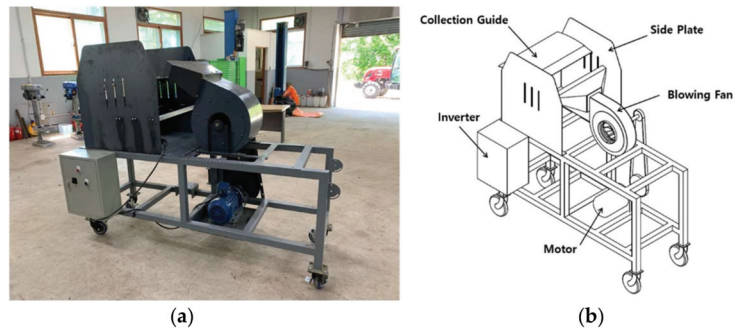 Collection Guide
Side Plate
Blowing Fan
Inverter
Motor
(a)
(b)